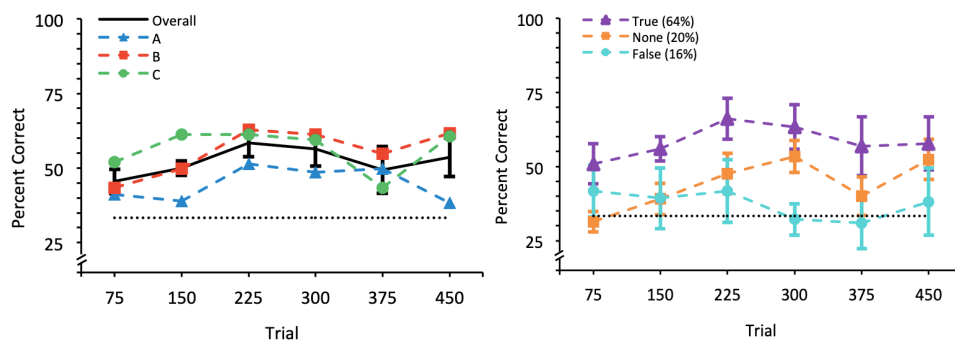 100
75
50
25
Percent Correct
Overall
A
B
C
75 150 225 300 375 450
Trial
100
75
50
25
Percent Correct
True (64%)
None (20%)
False (16%)
75 150 225 300 375 450
Trial